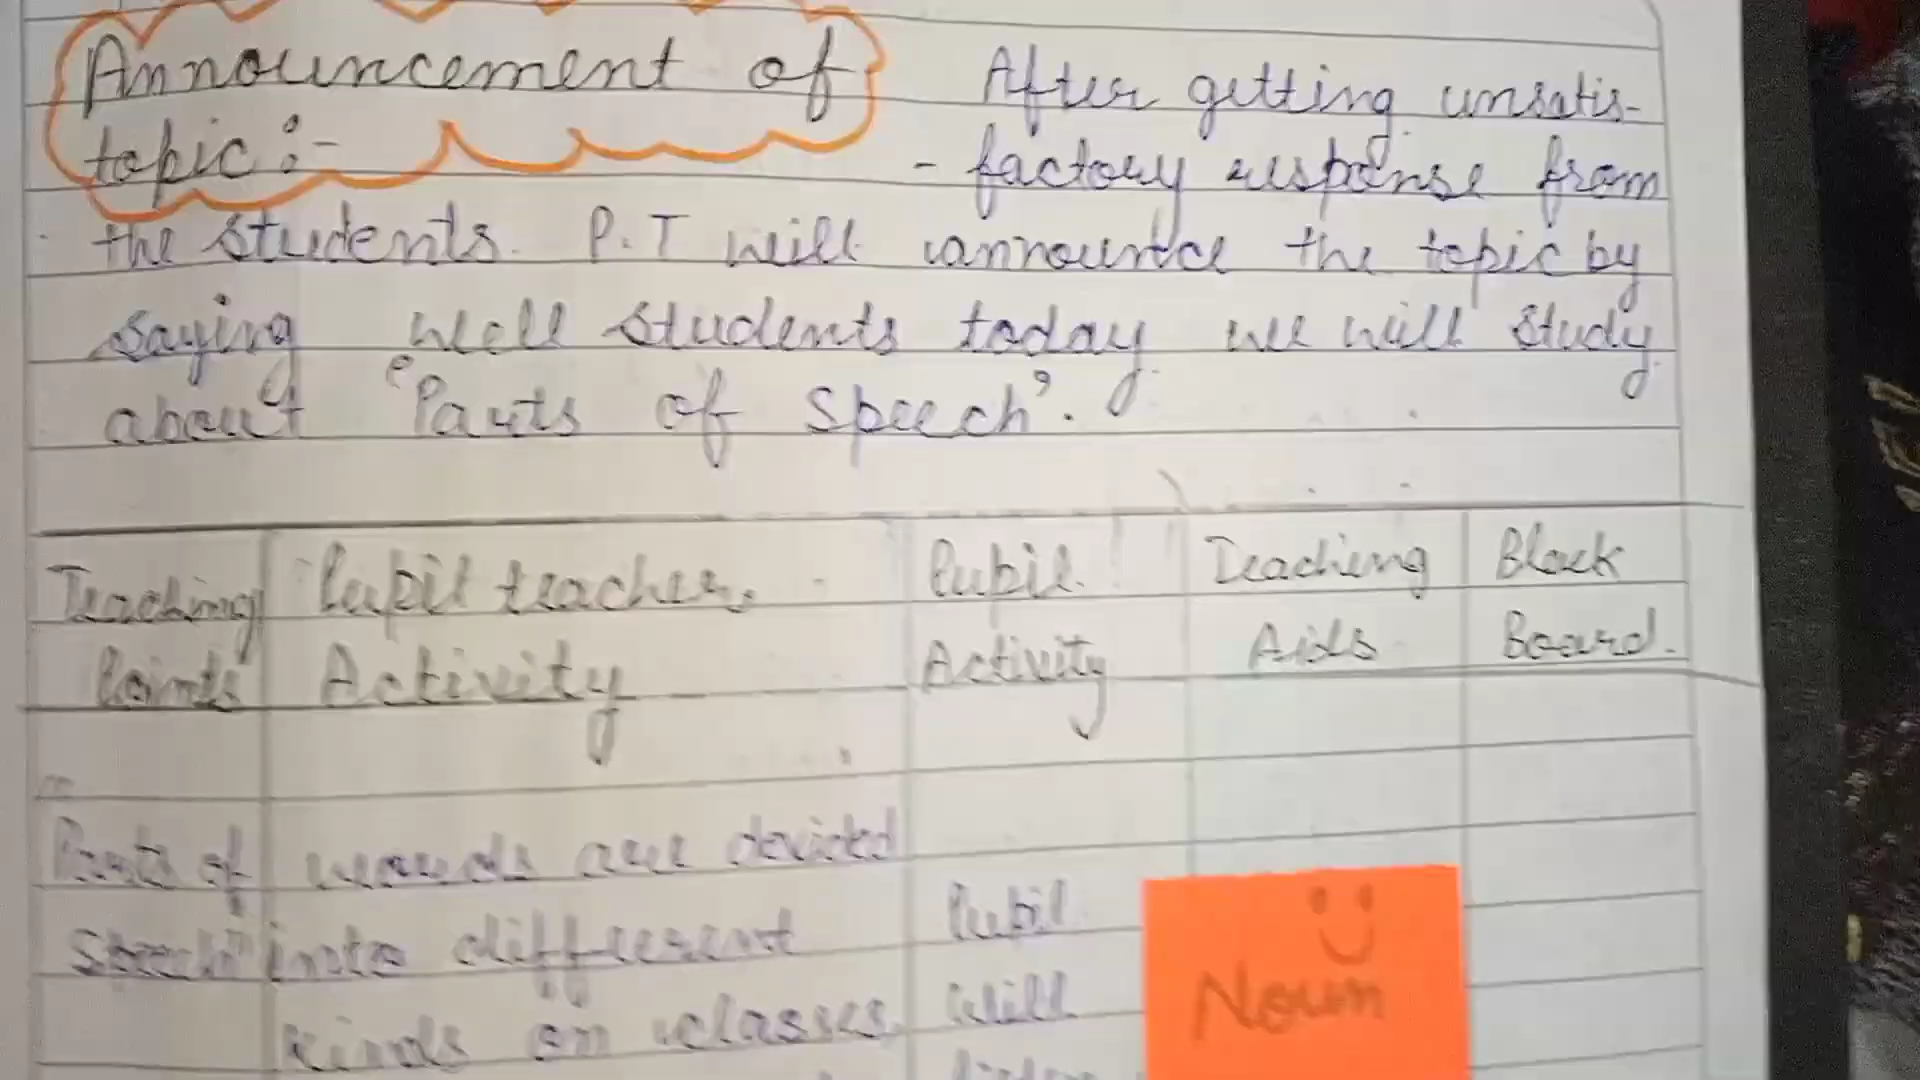 Announcement of
topic :-
After getting unsatis-
- factory response from
the students. P.T will announce the topic by
saying well students today we will study
about 'Parts of Speech'.
Teaching Points
Pupil teacher Activity
Pupil Activity
Teaching Aids
Black Board.
Parts of
Speech
words are devided
into different
kinds or classes,
Pupil
will
listen
Noun